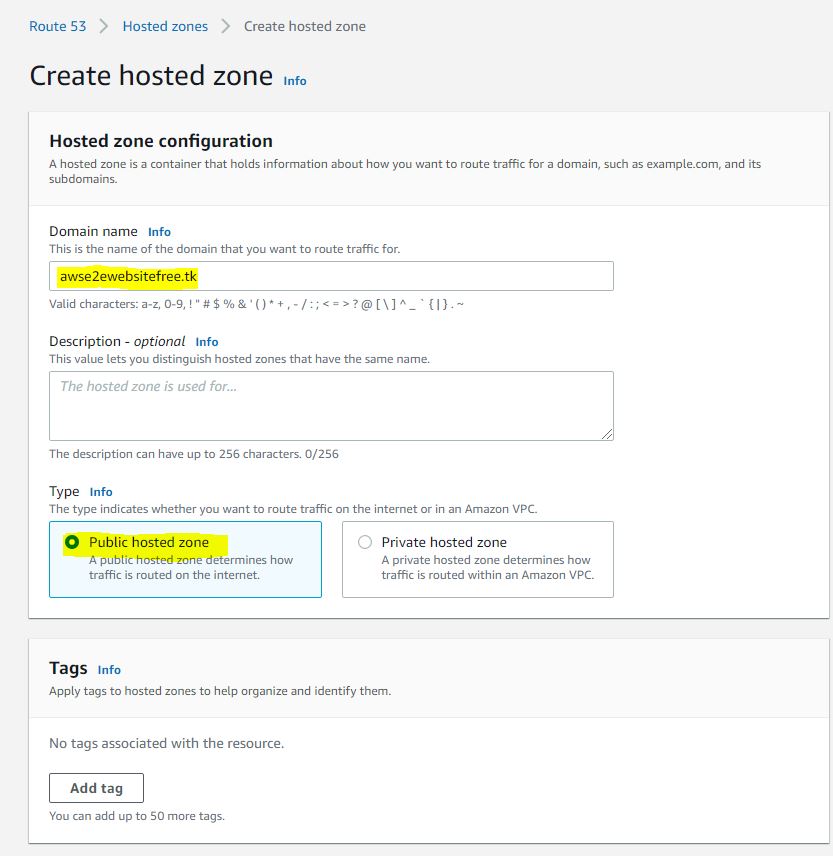 Route 53 > Hosted zones > Create hosted zone
Create hosted zone Info
Hosted zone configuration
A hosted zone is a container that holds information about how you want to route traffic for a domain, such as example.com, and its
subdomains.
Domain name Info
This is the name of the domain that you want to route traffic for.
awse2ewebsitefree.tk
Valid characters: a-z, 0-9, ! " # $ % & ' ( ) * + , - / : ; < = > ? @ [ \ ] ^ _ ` { | } . ~
Description - optional Info
This value lets you distinguish hosted zones that have the same name.
The hosted zone is used for...
The description can have up to 256 characters. 0/256
Type Info
The type indicates whether you want to route traffic on the internet or in an Amazon VPC.
Public hosted zone
A public hosted zone determines how
traffic is routed on the internet.
Private hosted zone
A private hosted zone determines how
traffic is routed within an Amazon VPC.
Tags Info
Apply tags to hosted zones to help organize and identify them.
No tags associated with the resource.
Add tag
You can add up to 50 more tags.